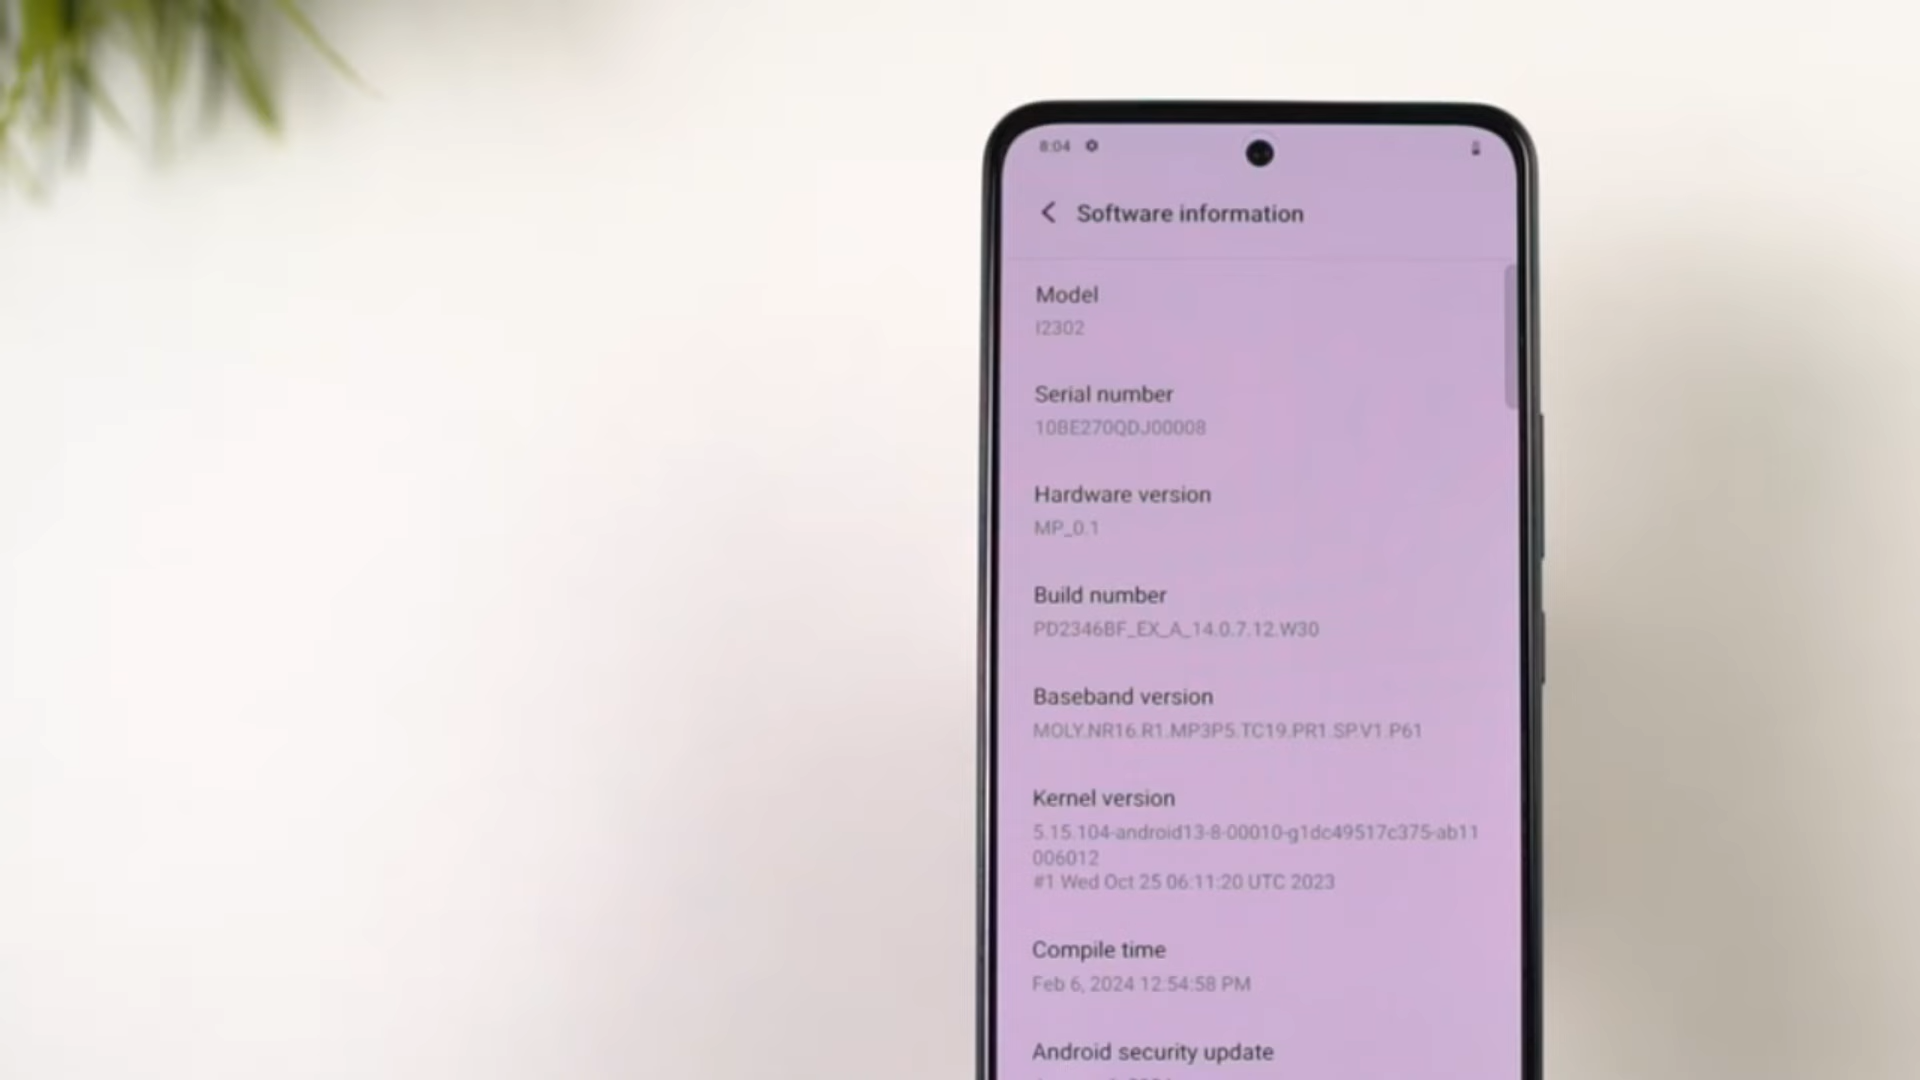 8:04
Software information
Model
I2302
Serial number
10BE270QDJ00008
Hardware version
MP_0.1
Build number
PD2346BF_EX_A_14.0.7.12.W30
Baseband version
MOLY.NR16.R1.MP3P5.TC19.PR1.SP.V1.P61
Kernel version
5.15.104-android13-8-00010-g1dc49517c375-ab11
006012
#1 Wed Oct 25 06:11:20 UTC 2023
Compile time
Feb 6, 2024 12:54:58 PM
Android security update